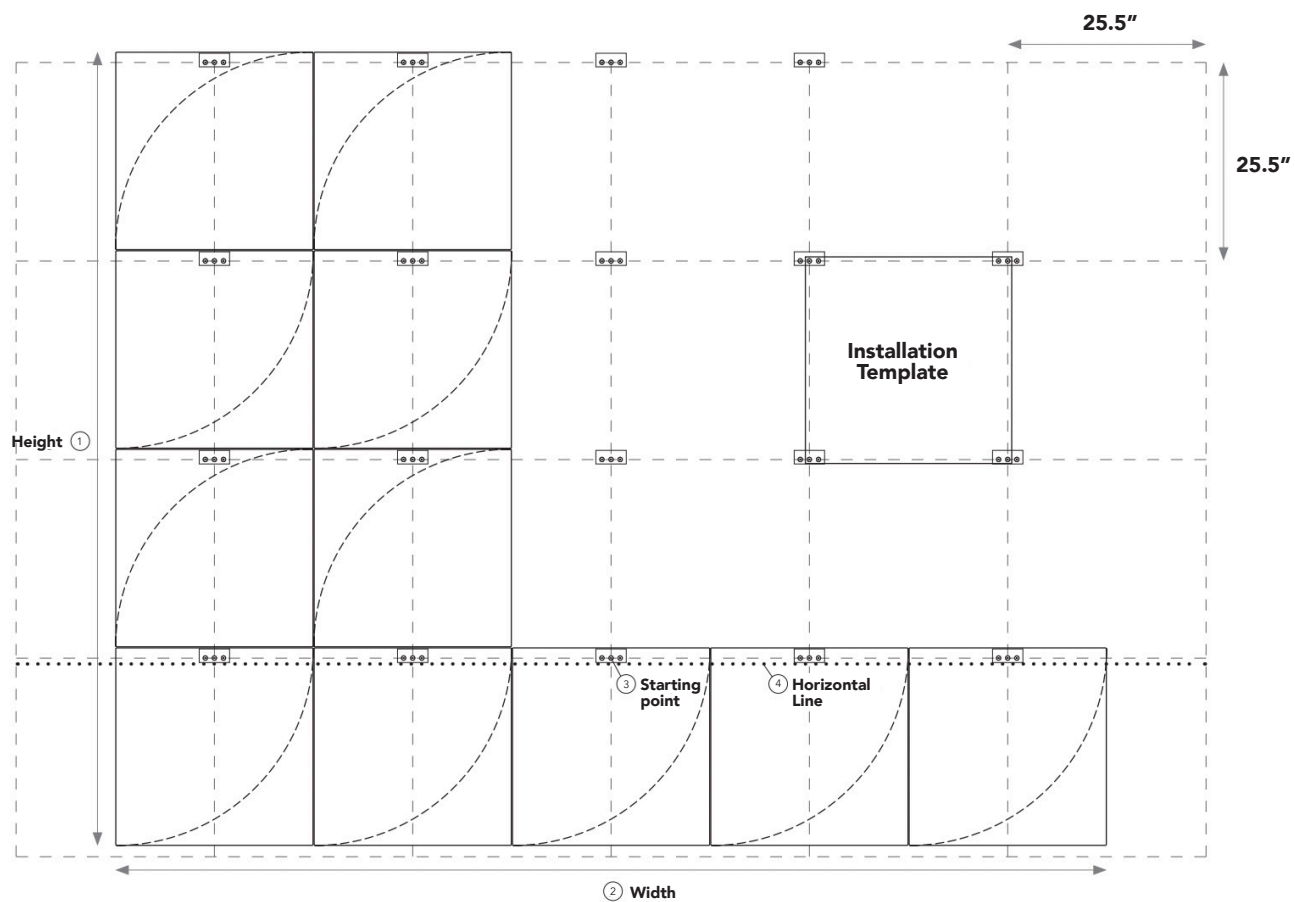 25.5”
25.5”
Installation
Template
Height 1
3 Starting
point
4 Horizontal
Line
2 Width